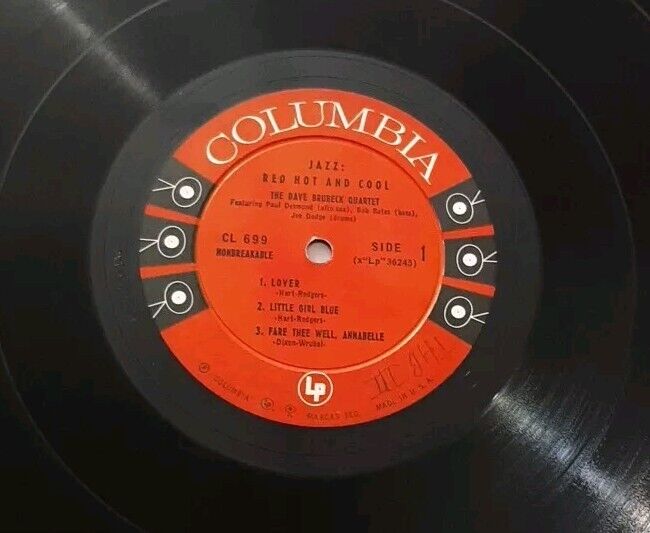 COLUMBIA
JAZZ:
RED HOT AND COOL
THE DAVE BRUBECK QUARTET
Featuring Paul Desmond (alto sax), Bob Bates (bass),
Joe Dodge (drums)
CL 699
NONBREAKABLE
SIDE 1
(x"Lp"36243)
1. LOVER
-Hart-Rodgers-
2. LITTLE GIRL BLUE
-Hart-Rodgers-
3. FARE THEE WELL, ANNABELLE
-Dixon-Wrubel-
LP
"COLUMBIA"
MARCAS REG.
MADE IN U.S.A.